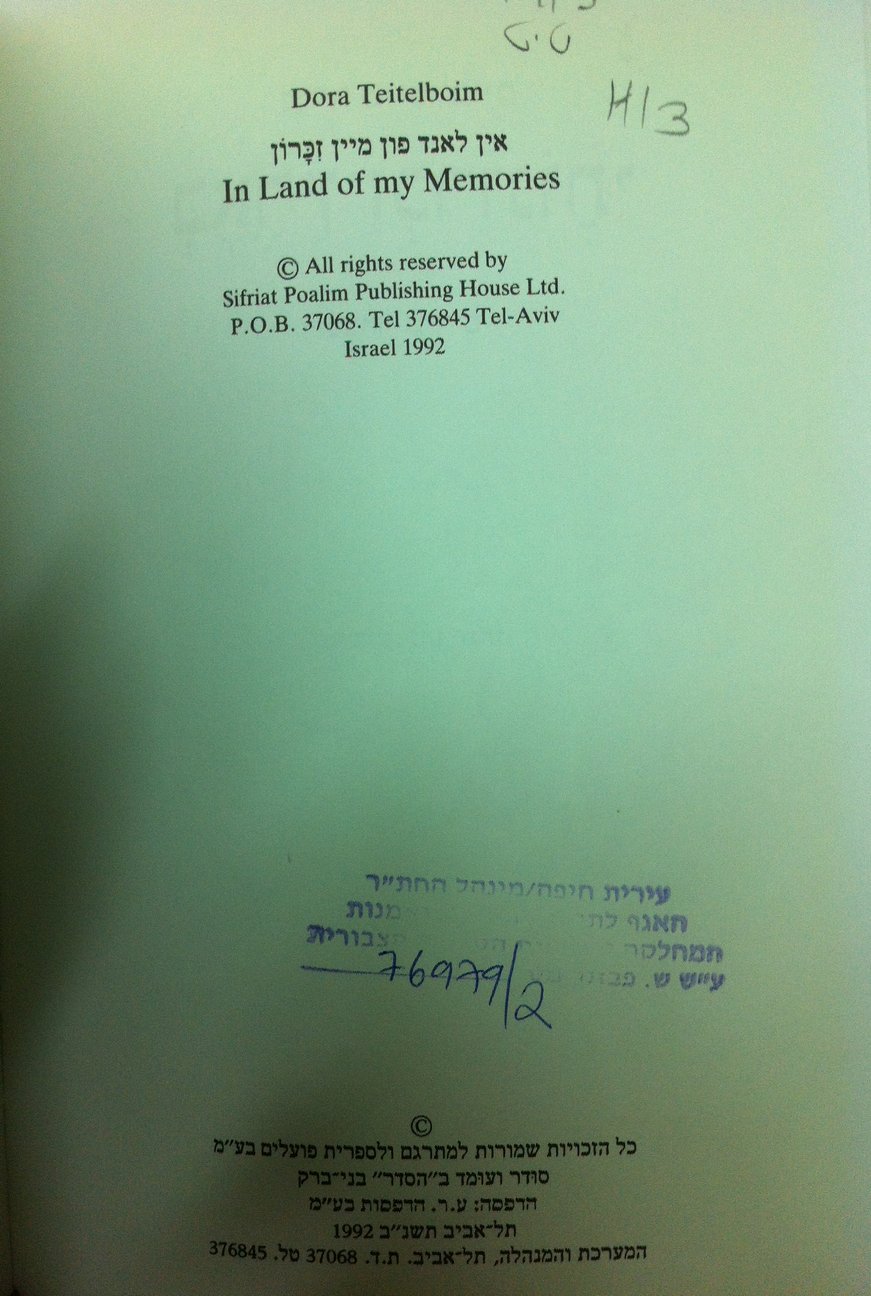 ט.ט
H13
Dora Teitelboim
אין לאנד פון מיין זִכָּרוֹן
In Land of my Memories
© All rights reserved by
Sifriat Poalim Publishing House Ltd.
P.O.B. 37068. Tel 376845 Tel-Aviv
Israel 1992
עירית חיפה/מינהל החת״ר
האגף
המחלקה הצבורית
ע״ש ש.
76979/2
©
כל הזכויות שמורות למתרגם ולספרית פועלים בע״מ
סודר ועומד ב״הסדר״ בני־ברק
הדפסה: ע.ר. הדפסות בע״מ
תל־אביב תשנ״ב 1992
המערכת והמנהלה, תל־אביב. ת.ד. 37068 טל. 376845